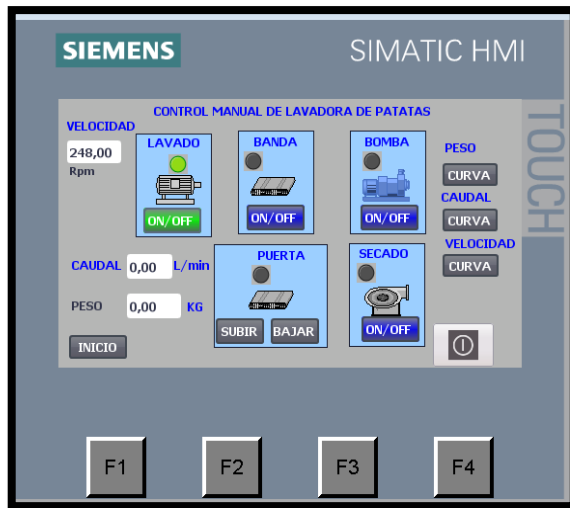 SIEMENS
SIMATIC HMI
TOUCH
CONTROL MANUAL DE LAVADORA DE PATATAS
VELOCIDAD
248,00
Rpm
LAVADO
ON/OFF
BANDA
ON/OFF
BOMBA
ON/OFF
PESO
CURVA
CAUDAL
CURVA
VELOCIDAD
CURVA
CAUDAL 0,00 L/min
PESO 0,00 KG
INICIO
PUERTA
SUBIR BAJAR
SECADO
ON/OFF
F1 F2 F3 F4